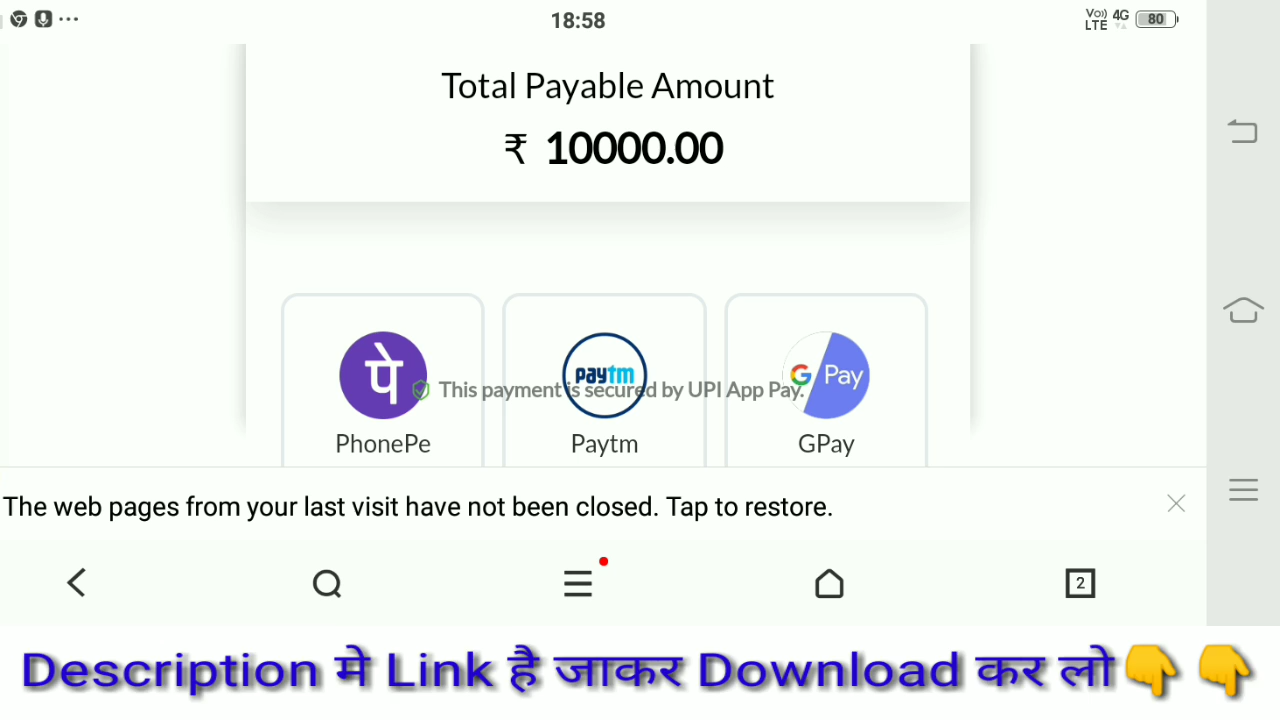 18:58
Vo)) LTE 4G 80
Total Payable Amount
₹ 10000.00
पे Paytm G Pay
This payment is secured by UPI App Pay.
PhonePe Paytm GPay
The web pages from your last visit have not been closed. Tap to restore.
2
Description मे Link है जाकर Download कर लो👇👇